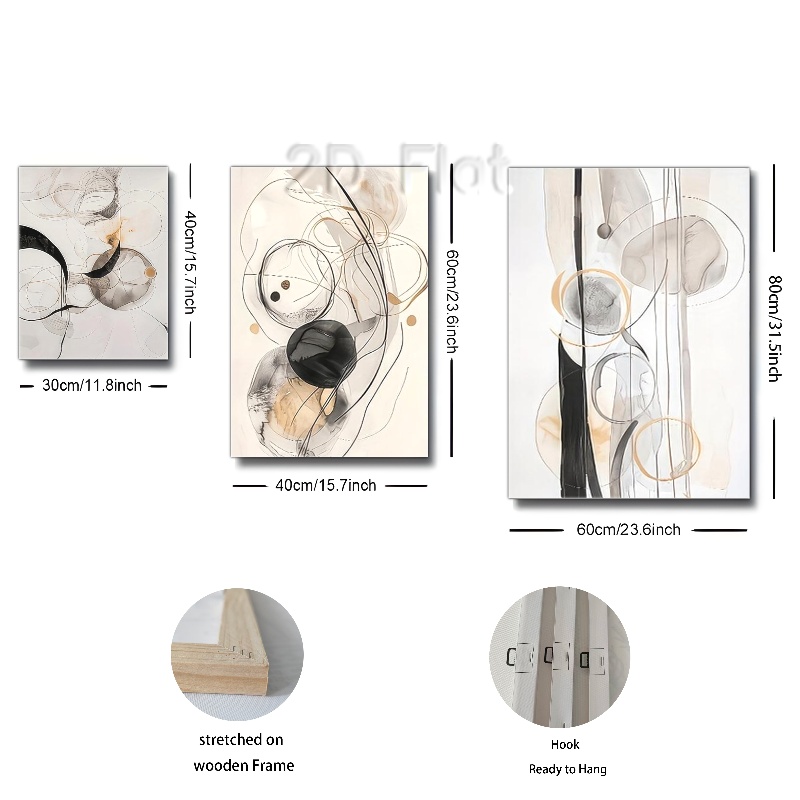 2D Flat
40cm/15.7inch
30cm/11.8inch
60cm/23.6inch
40cm/15.7inch
80cm/31.5inch
60cm/23.6inch
stretched on
wooden Frame
Hook
Ready to Hang